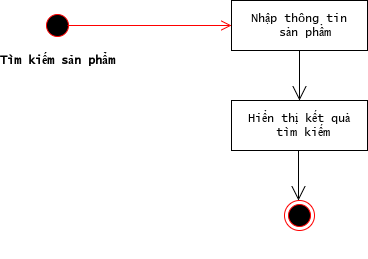 Nhập thông tin
sản phẩm
Tìm kiếm sản phẩm
Hiển thị kết quả
tìm kiếm